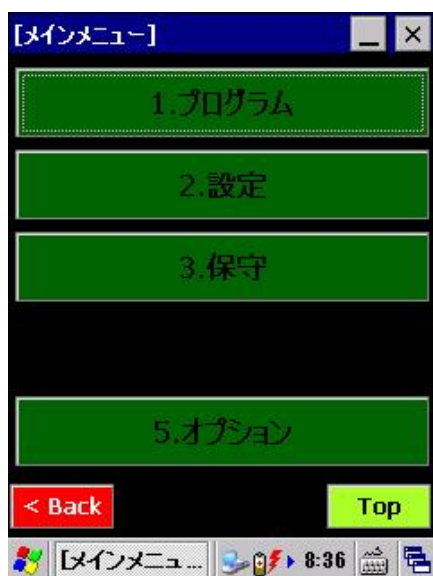 [メインメニュー]
1.プログラム
2.設定
3.保守
5.オプション
< Back
Top
[メインメニュ...
8:36